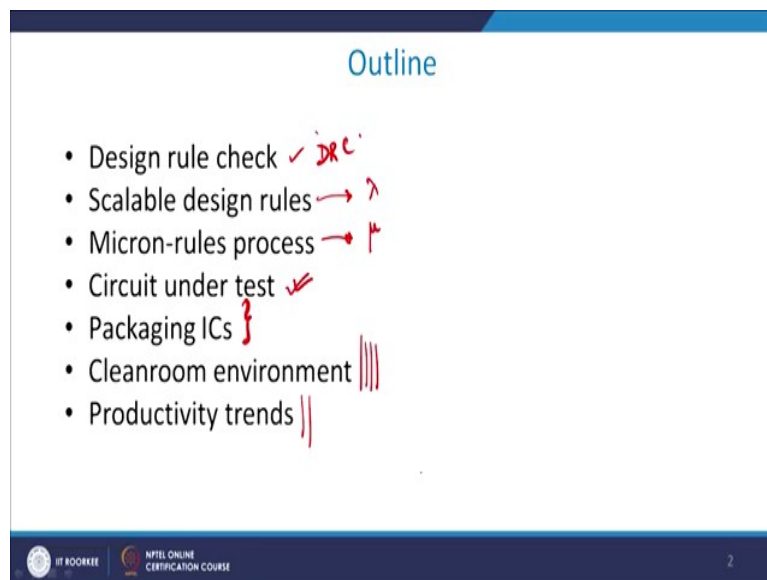 Outline
• Design rule check ✓ DRC
• Scalable design rules → λ
• Micron-rules process → μ
• Circuit under test ✓
• Packaging ICs }
• Cleanroom environment ||||
• Productivity trends ||
IIT ROORKEE
NPTEL ONLINE
CERTIFICATION COURSE
2